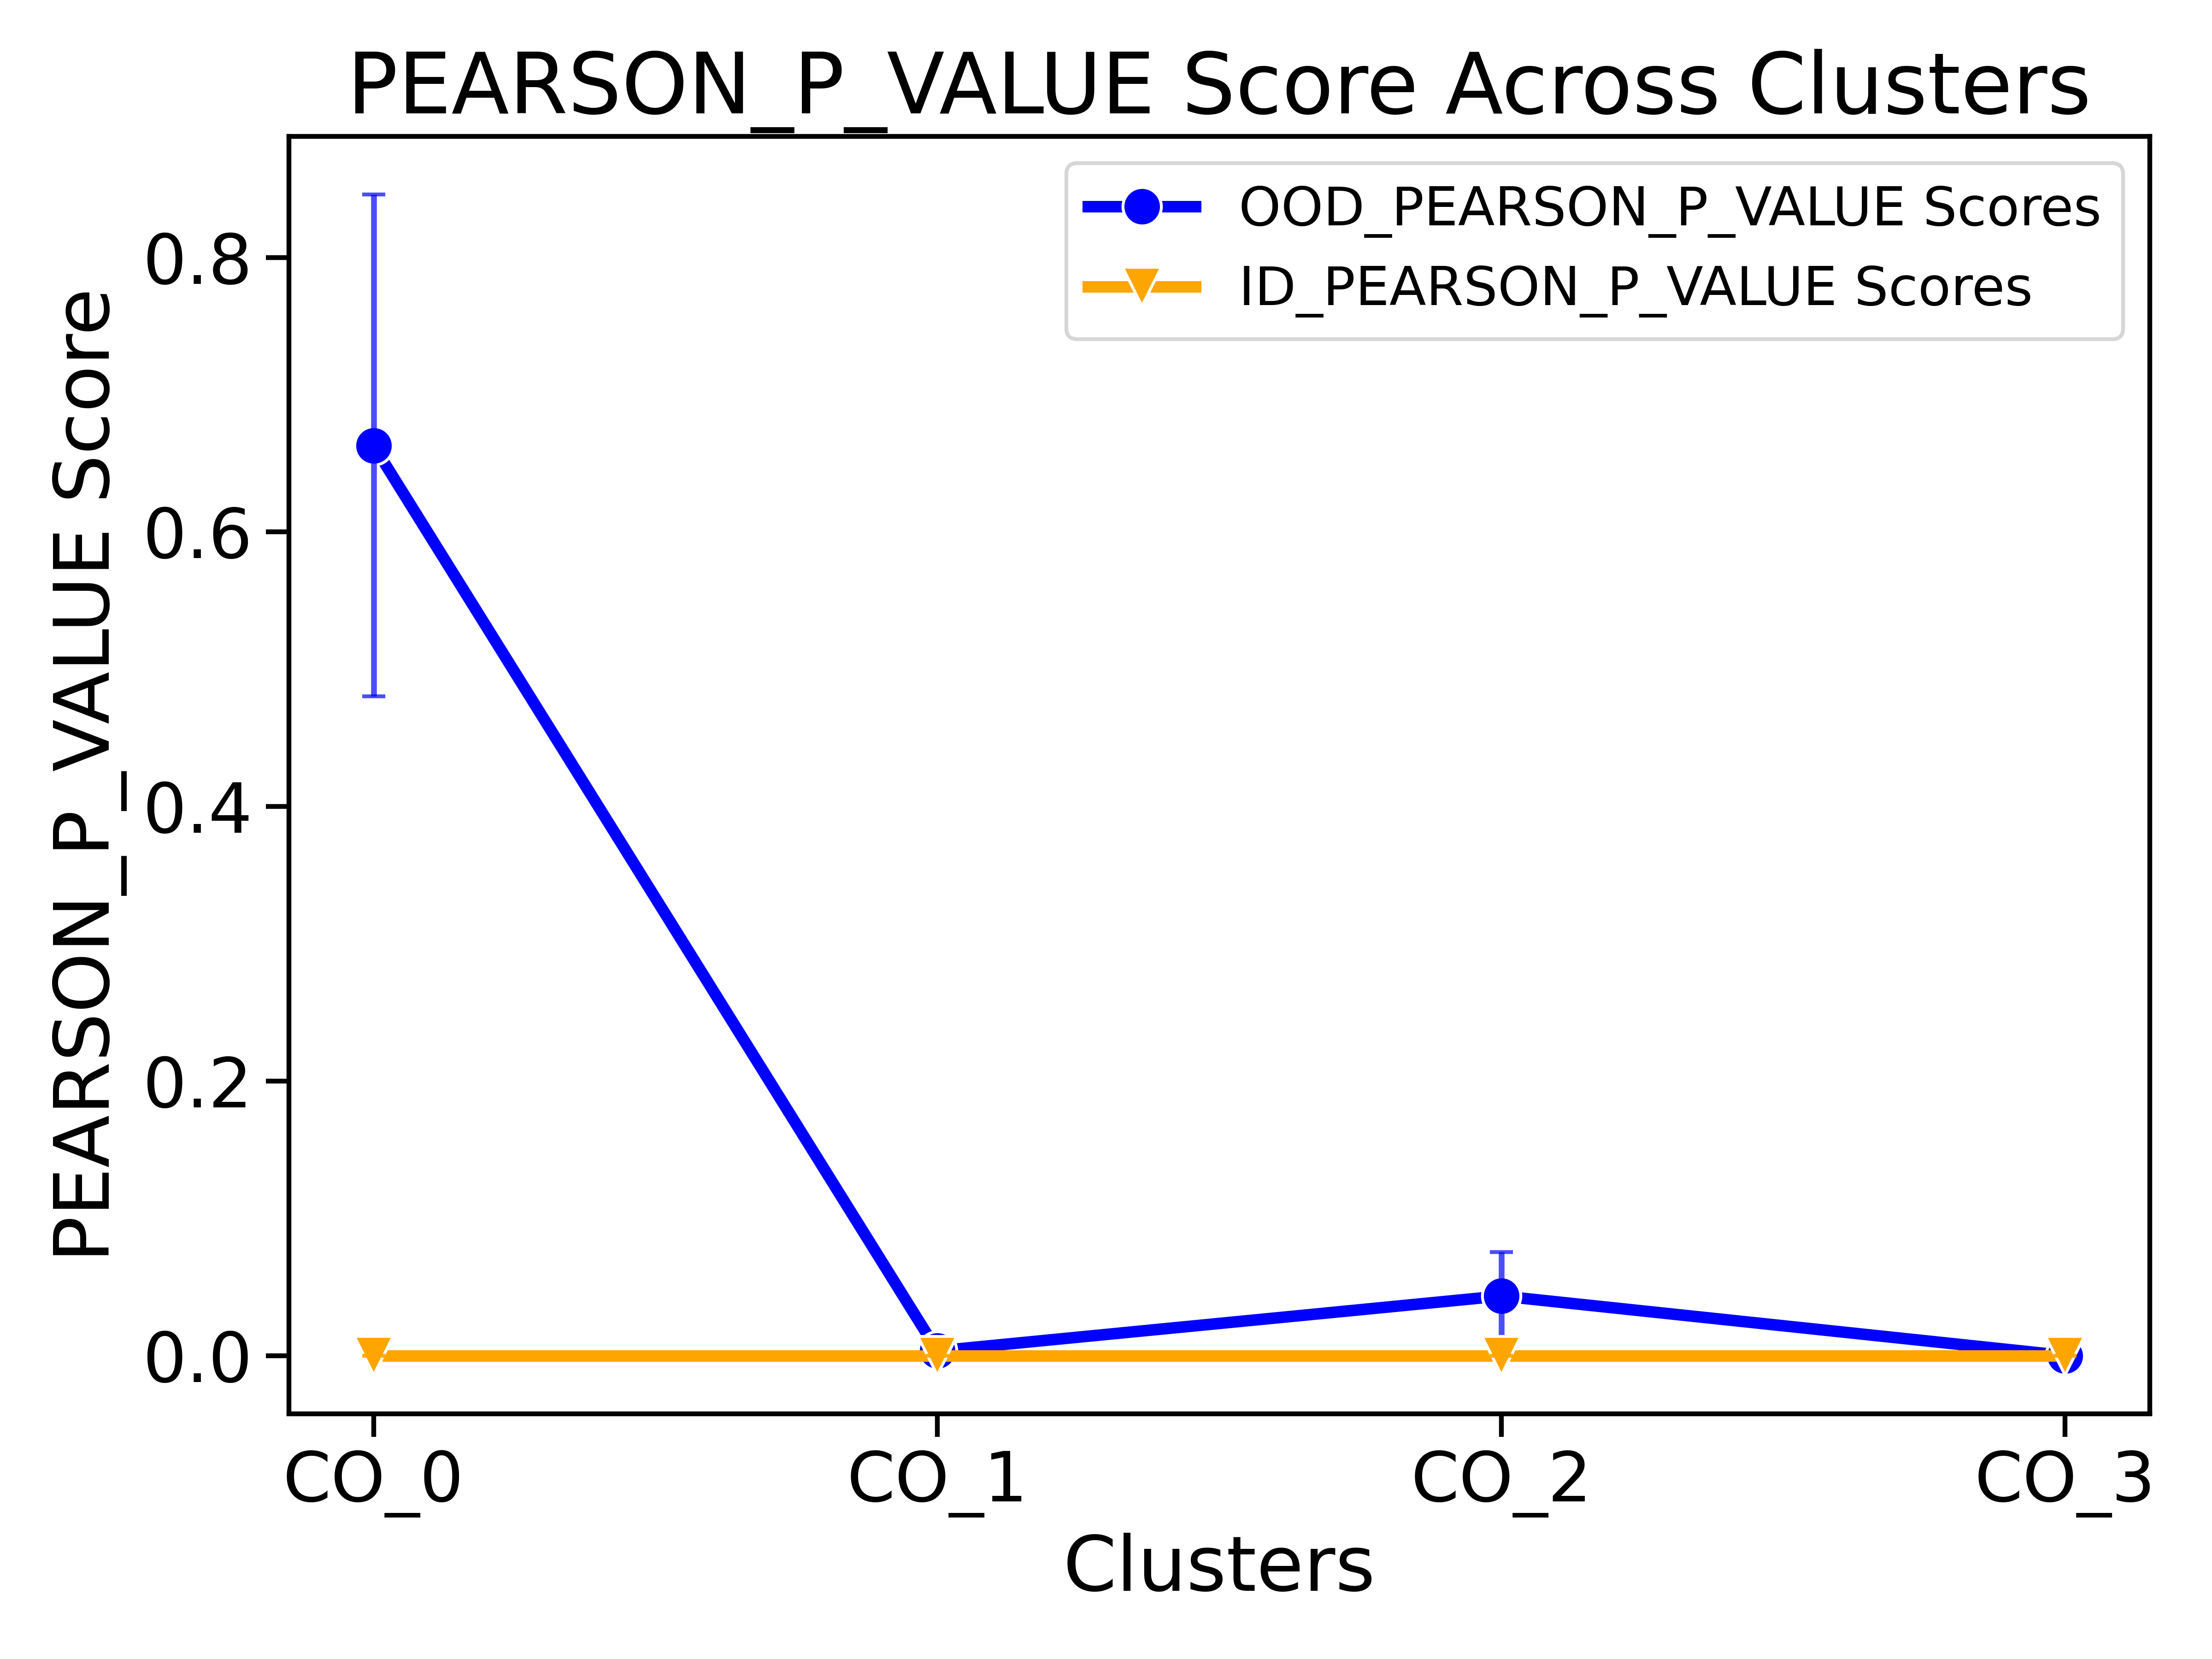 PEARSON_P_VALUE Score Across Clusters
OOD_PEARSON_P_VALUE Scores
ID_PEARSON_P_VALUE Scores
PEARSON_P_VALUE Score
0.8
0.6
0.4
0.2
0.0
CO_0 CO_1 CO_2 CO_3
Clusters